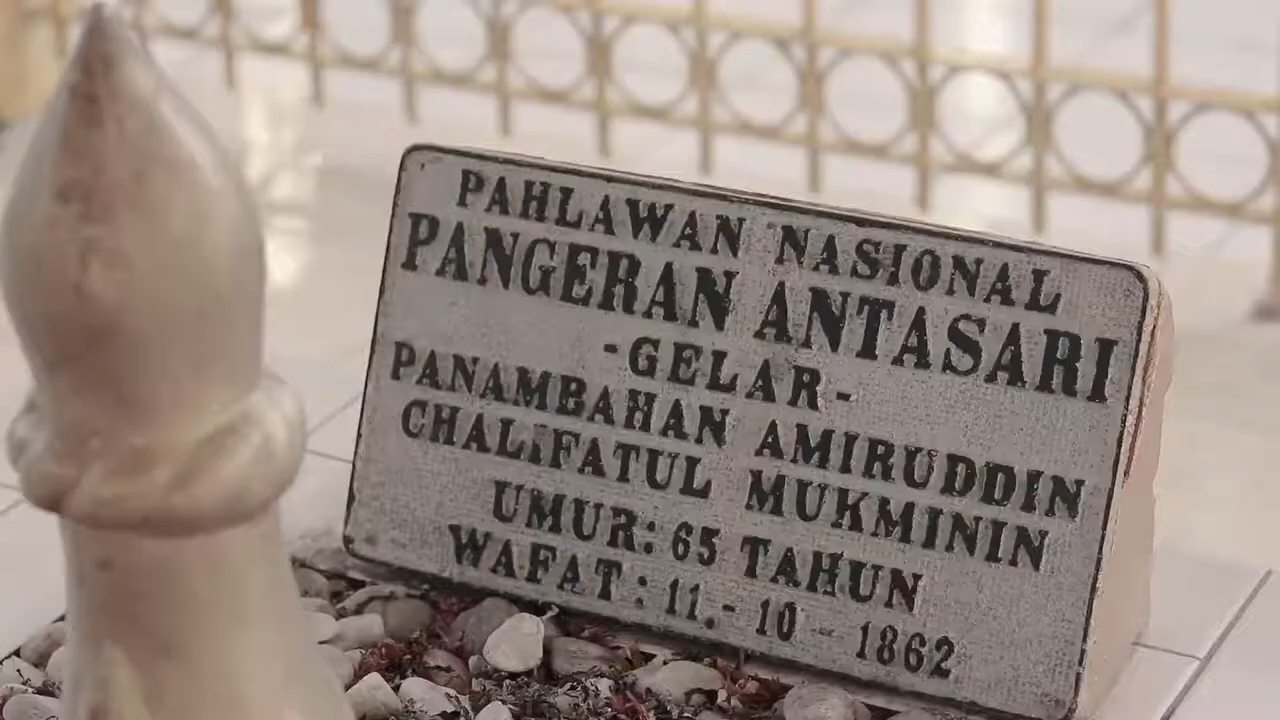 PAHLAWAN NASIONAL
PANGERAN ANTASARI
-GELAR-
PANAMBAHAN AMIRUDDIN
CHALIFATUL MUKMININ
UMUR: 65 TAHUN
WAFAT: 11.- 10 - 1862